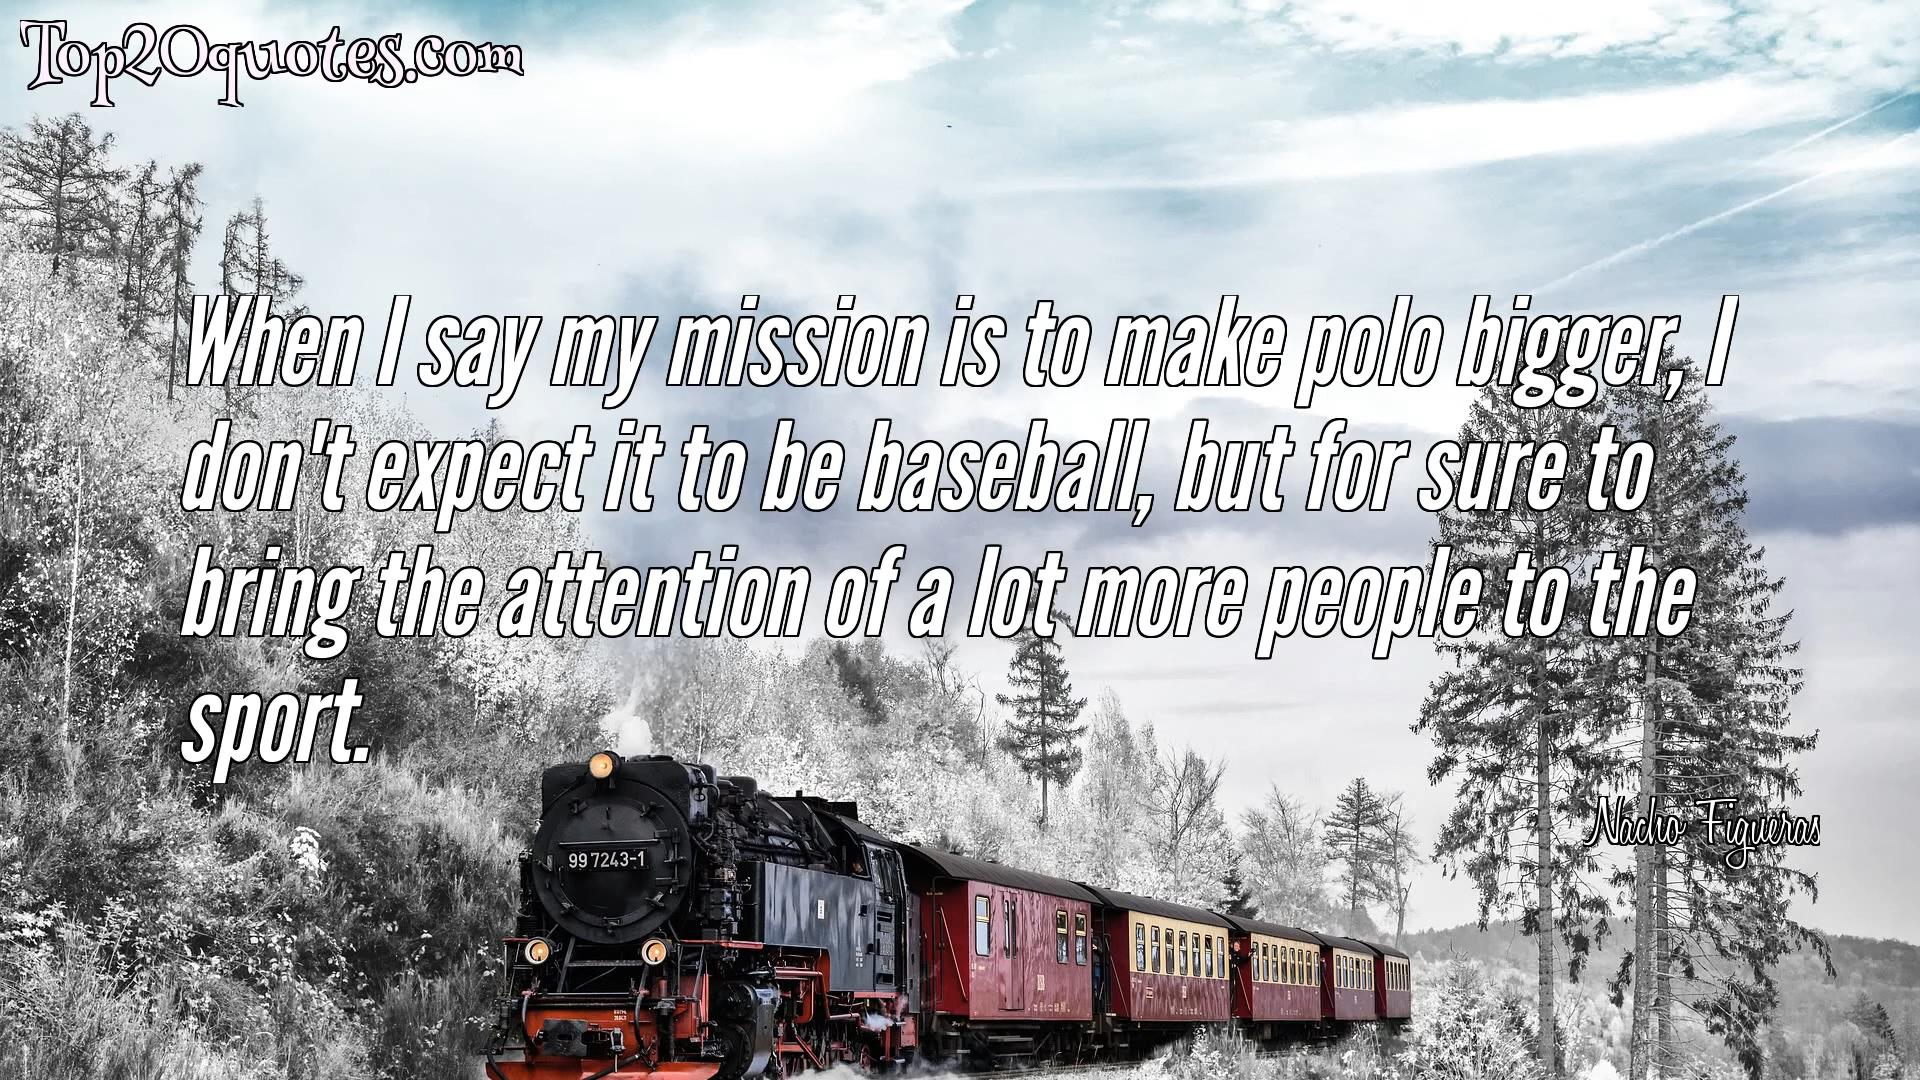 Top20quotes.com
When I say my mission is to make polo bigger, I
don't expect it to be baseball, but for sure to
bring the attention of a lot more people to the
sport.
Nacho Figueras
99 7243-1